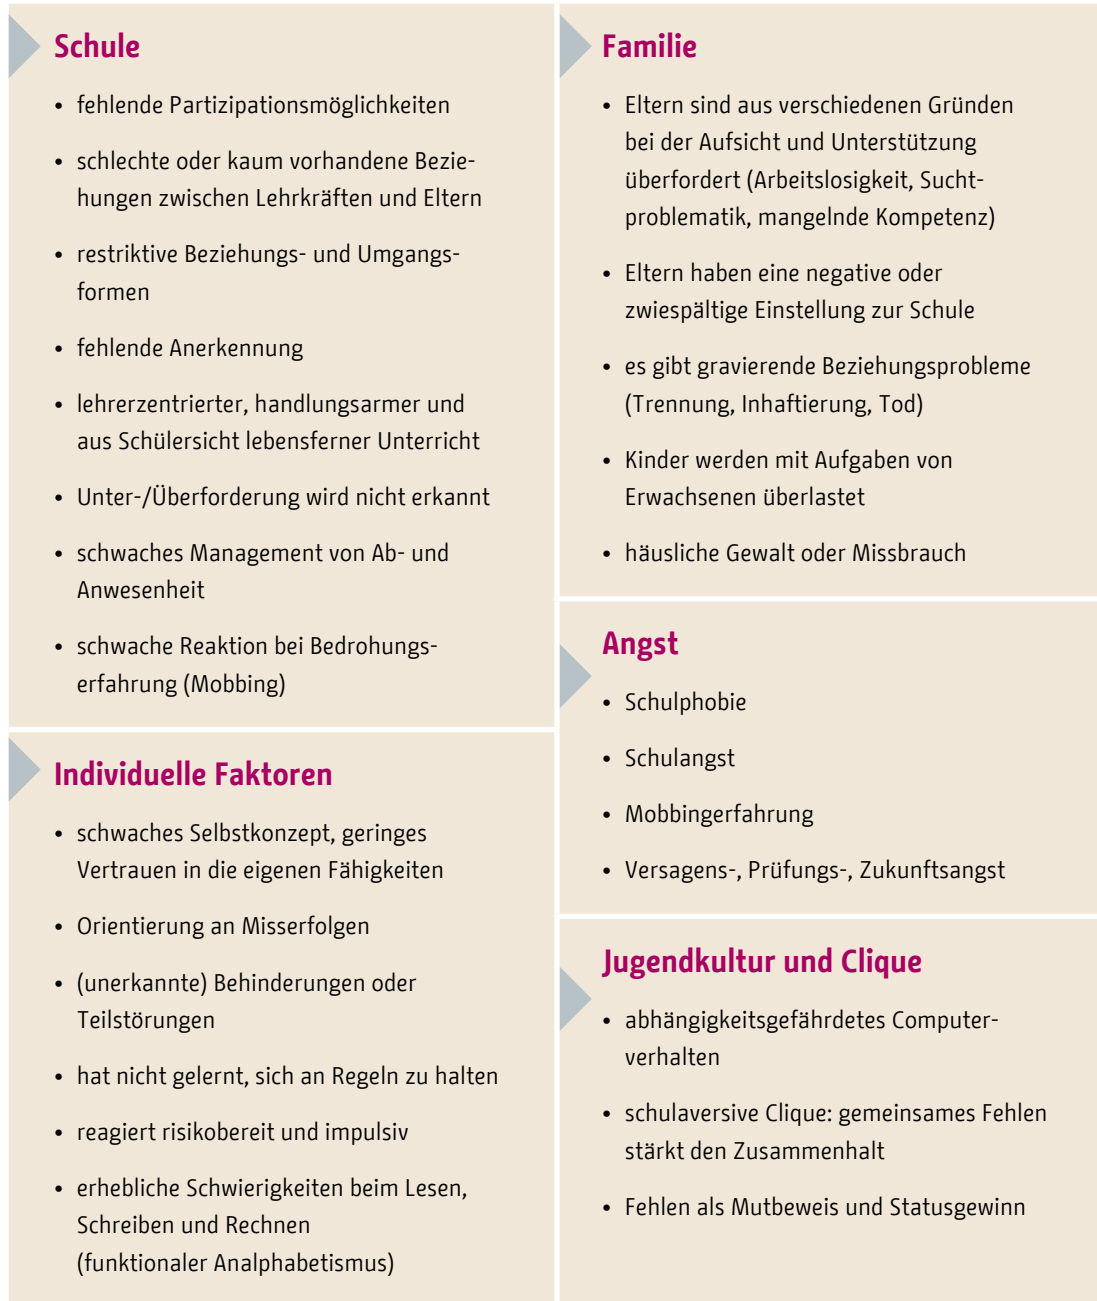 Schule
• fehlende Partizipationsmöglichkeiten
• schlechte oder kaum vorhandene Bezie-
hungen zwischen Lehrkräften und Eltern
• restriktive Beziehungs- und Umgangs-
formen
• fehlende Anerkennung
• lehrerzentrierter, handlungsarmer und
aus Schülersicht lebensferner Unterricht
• Unter-/Überforderung wird nicht erkannt
• schwaches Management von Ab- und
Anwesenheit
• schwache Reaktion bei Bedrohungs-
erfahrung (Mobbing)
Individuelle Faktoren
• schwaches Selbstkonzept, geringes
Vertrauen in die eigenen Fähigkeiten
• Orientierung an Misserfolgen
• (unerkannte) Behinderungen oder
Teilstörungen
• hat nicht gelernt, sich an Regeln zu halten
• reagiert risikobereit und impulsiv
• erhebliche Schwierigkeiten beim Lesen,
Schreiben und Rechnen
(funktionaler Analphabetismus)
Familie
• Eltern sind aus verschiedenen Gründen
bei der Aufsicht und Unterstützung
überfordert (Arbeitslosigkeit, Sucht-
problematik, mangelnde Kompetenz)
• Eltern haben eine negative oder
zwiespältige Einstellung zur Schule
• es gibt gravierende Beziehungsprobleme
(Trennung, Inhaftierung, Tod)
• Kinder werden mit Aufgaben von
Erwachsenen überlastet
• häusliche Gewalt oder Missbrauch
Angst
• Schulphobie
• Schulangst
• Mobbingerfahrung
• Versagens-, Prüfungs-, Zukunftsangst
Jugendkultur und Clique
• abhängigkeitsgefährdetes Computer-
verhalten
• schulaversive Clique: gemeinsames Fehlen
stärkt den Zusammenhalt
• Fehlen als Mutbeweis und Statusgewinn